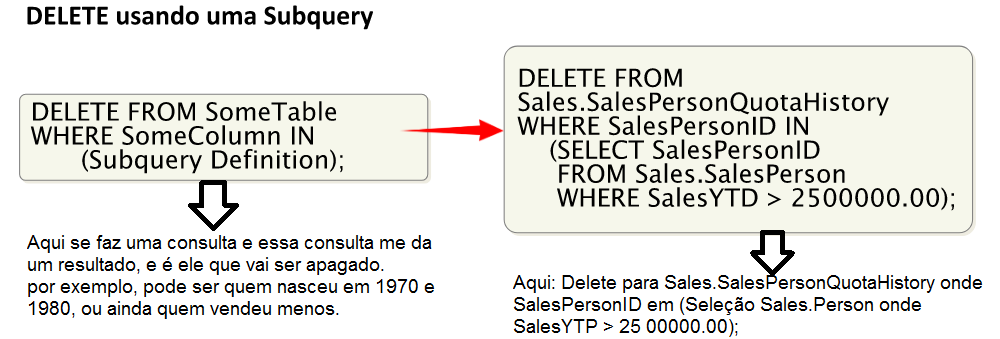 DELETE usando uma Subquery
DELETE FROM SomeTable
WHERE SomeColumn IN
(Subquery Definition);
Aqui se faz uma consulta e essa consulta me da
um resultado, e é ele que vai ser apagado.
por exemplo, pode ser quem nasceu em 1970 e
1980, ou ainda quem vendeu menos.
DELETE FROM
Sales.SalesPersonQuotaHistory
WHERE SalesPersonID IN
(SELECT SalesPersonID
FROM Sales.SalesPerson
WHERE SalesYTD > 2500000.00);
Aqui: Delete para Sales.SalesPersonQuotaHistory onde
SalesPersonID em (Seleção Sales.Person onde
SalesYTP > 25 00000.00);